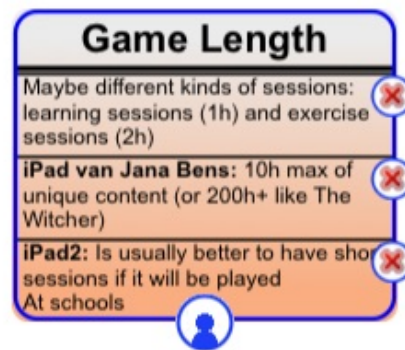 Game Length
Maybe different kinds of sessions:
learning sessions (1h) and exercise
sessions (2h)
iPad van Jana Bens: 10h max of
unique content (or 200h+ like The
Witcher)
iPad2: Is usually better to have
sessions if it will be played
At schools